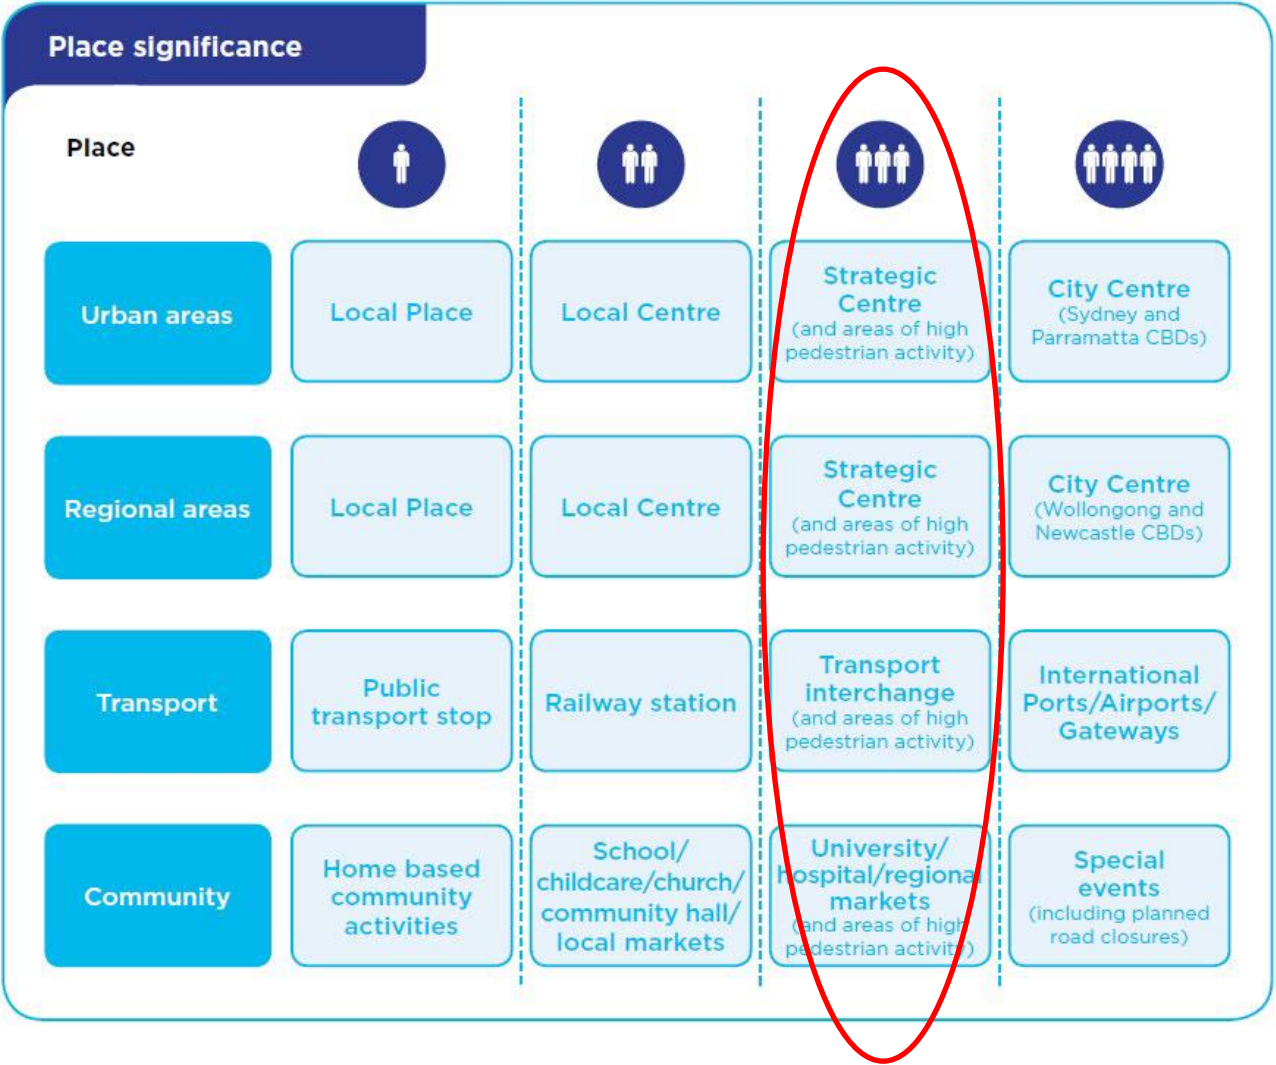 Place significance
Place
Urban areas
Local Place
Local Centre
Strategic
Centre
(and areas of high
pedestrian activity)
City Centre
(Sydney and
Parramatta CBDs)
Regional areas
Local Place
Local Centre
Strategic
Centre
(and areas of high
pedestrian activity)
City Centre
(Wollongong and
Newcastle CBDs)
Transport
Public
transport stop
Railway station
Transport
interchange
(and areas of high
pedestrian activity)
International
Ports/Airports/
Gateways
Community
Home based
community
activities
School/
childcare/church/
community hall/
local markets
University/
hospital/regional
markets
(and areas of high
pedestrian activity)
Special
events
(including planned
road closures)